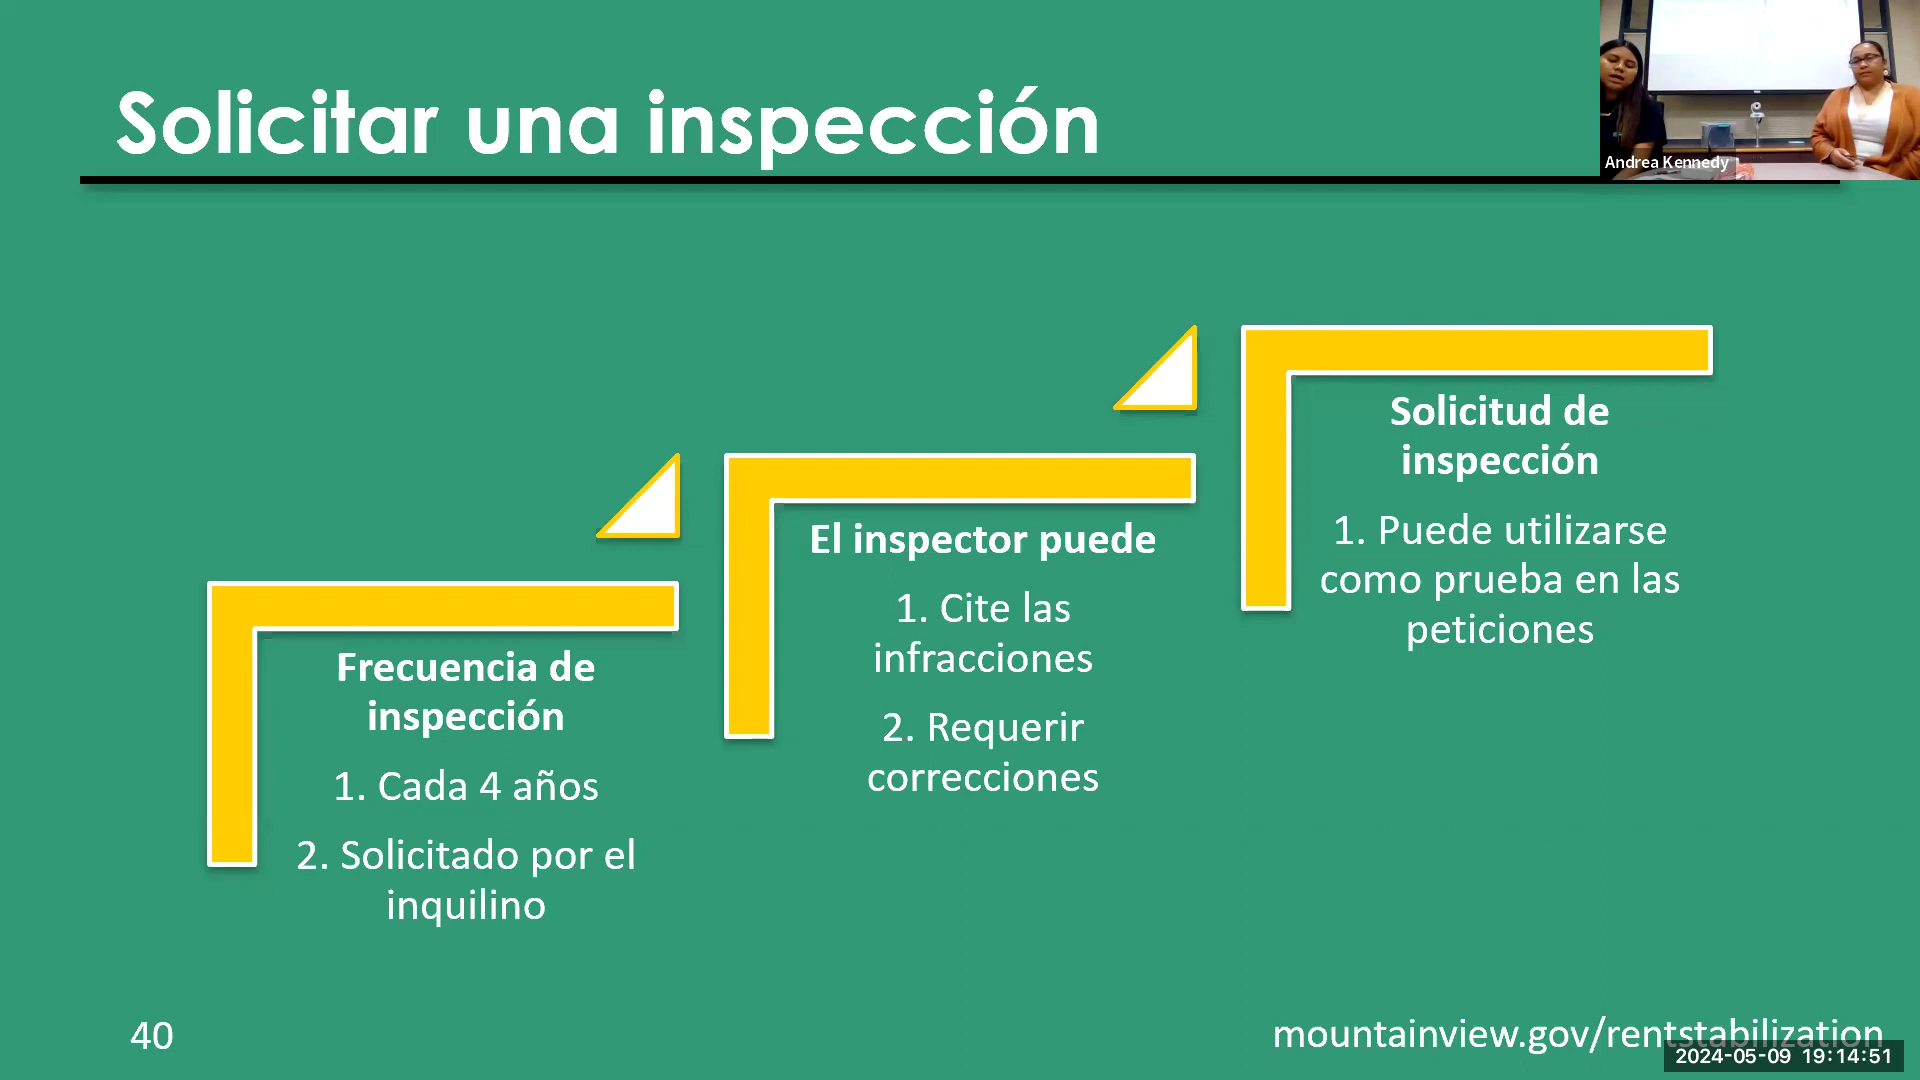 Solicitar una inspección
Andrea Kennedy
Frecuencia de
inspección
1. Cada 4 años
2. Solicitado por el
inquilino
El inspector puede
1. Cite las
infracciones
2. Requerir
correcciones
Solicitud de
inspección
1. Puede utilizarse
como prueba en las
peticiones
40
mountainview.gov/rentstabilization
2024-05-09 19:14:51